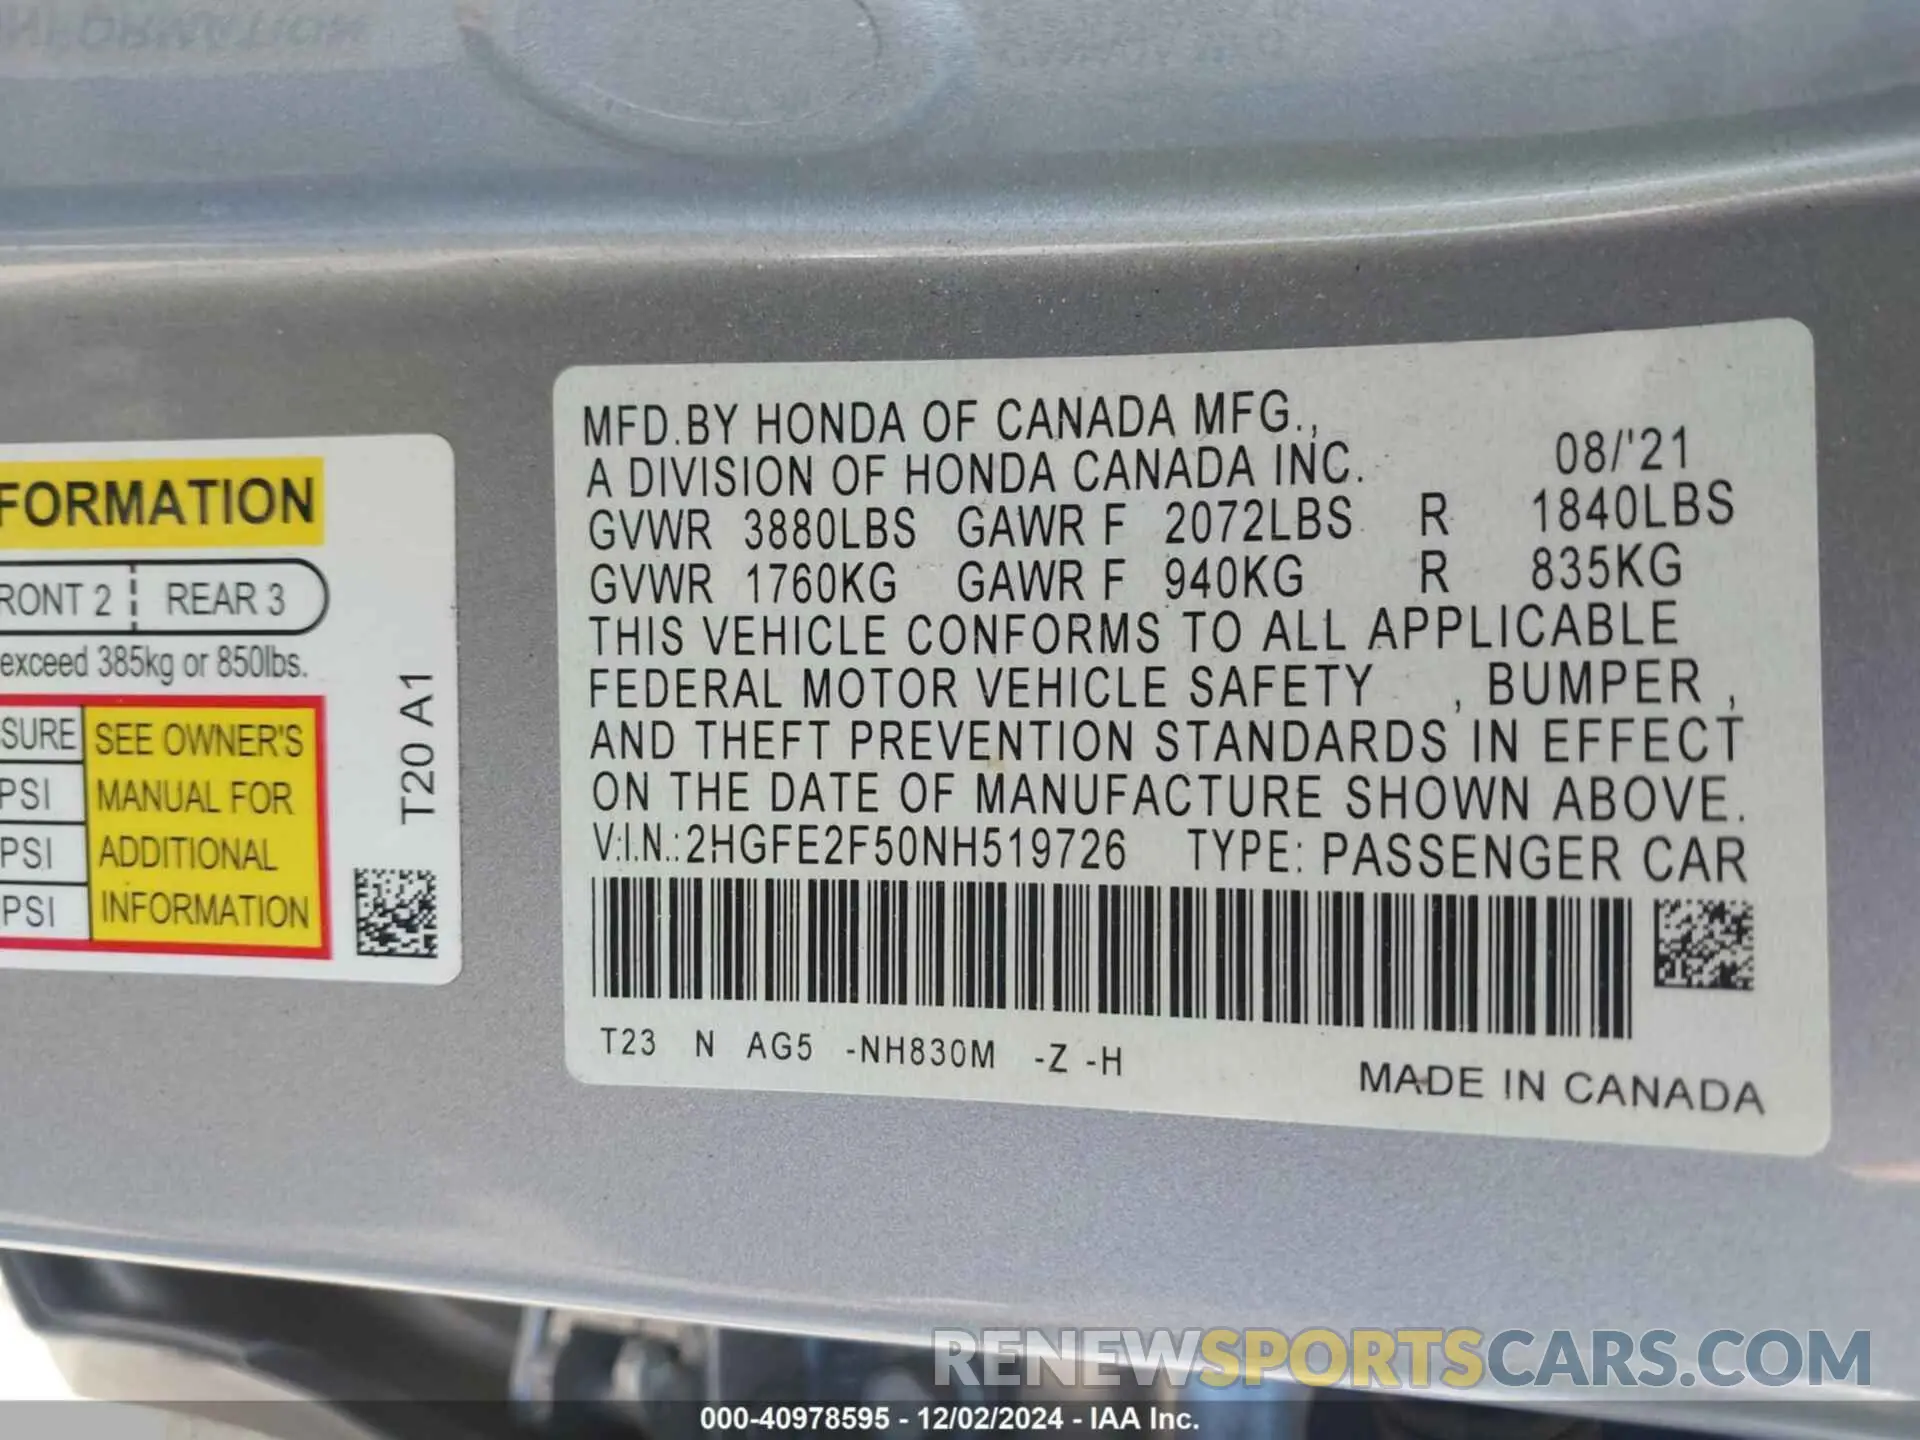 FORMATION
RONT 2 REAR 3
exceed 385kg or 850lbs.
SURE SEE OWNER'S
PSI MANUAL FOR
PSI ADDITIONAL
PSI INFORMATION
T20 A1
MFD.BY HONDA OF CANADA MFG.,
A DIVISION OF HONDA CANADA INC. 08/'21
GVWR 3880LBS GAWR F 2072LBS R 1840LBS
GVWR 1760KG GAWR F 940KG R 835KG
THIS VEHICLE CONFORMS TO ALL APPLICABLE
FEDERAL MOTOR VEHICLE SAFETY , BUMPER ,
AND THEFT PREVENTION STANDARDS IN EFFECT
ON THE DATE OF MANUFACTURE SHOWN ABOVE.
V.I.N.:2HGFE2F50NH519726 TYPE: PASSENGER CAR
T23 N AG5 -NH830M -Z -H
MADE IN CANADA
RENEWSPORTSCARS.COM
000-40978595 - 12/02/2024 - IAA Inc.